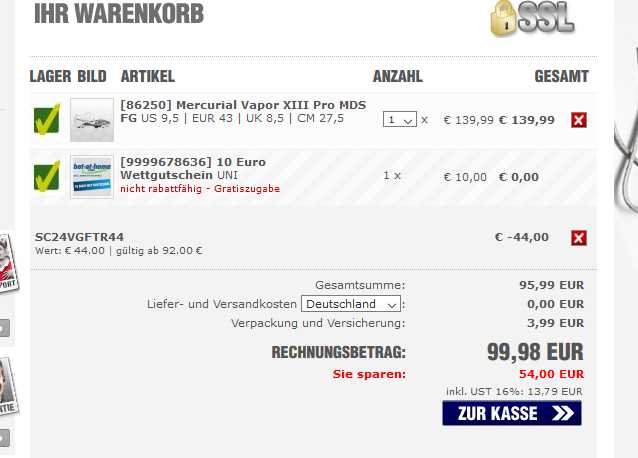 IHR WARENKORB
SSL
LAGER BILD ARTIKEL ANZAHL GESAMT
[86250] Mercurial Vapor XIII Pro MDS
FG US 9,5 | EUR 43 | UK 8,5 | CM 27,5
1 x € 139,99 € 139,99
bet-at-home
[9999678636] 10 Euro
Wettgutschein UNI
nicht rabattfähig - Gratiszugabe
1 x € 10,00 € 0,00
SC24VGFTR44 € -44,00
Wert: € 44.00 | gültig ab 92.00 €
Gesamtsumme: 95,99 EUR
Liefer- und Versandkosten Deutschland : 0,00 EUR
Verpackung und Versicherung: 3,99 EUR
RECHNUNGSBETRAG: 99,98 EUR
Sie sparen: 54,00 EUR
inkl. UST 16%: 13,79 EUR
ZUR KASSE